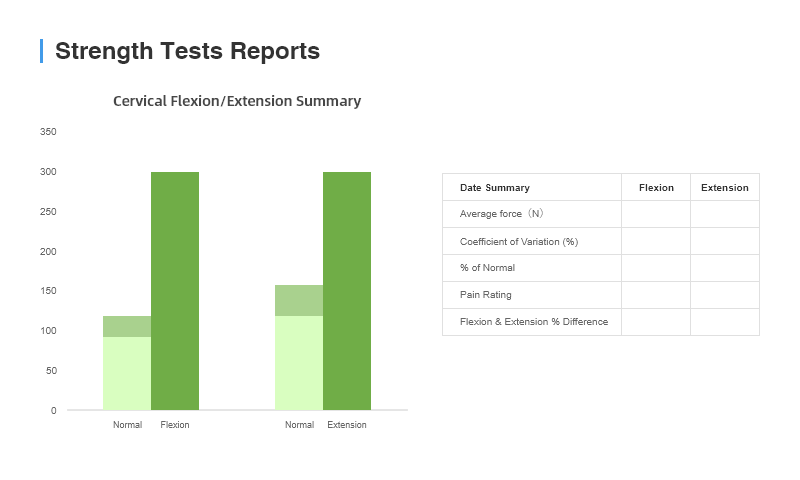 Strength Tests Reports
Cervical Flexion/Extension Summary
350
300
250
200
150
100
50
0
Normal Flexion Normal Extension
Date Summary Flexion Extension
Average force（N）
Coefficient of Variation (%)
% of Normal
Pain Rating
Flexion & Extension % Difference